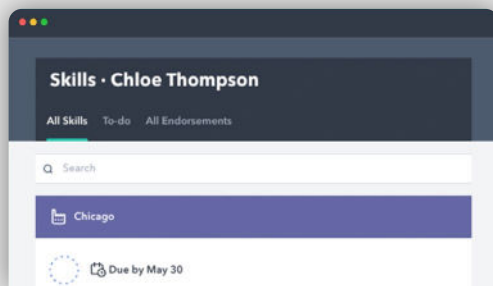 Skills · Chloe Thompson
All Skills To-do All Endorsements
Search
Chicago
Due by May 30